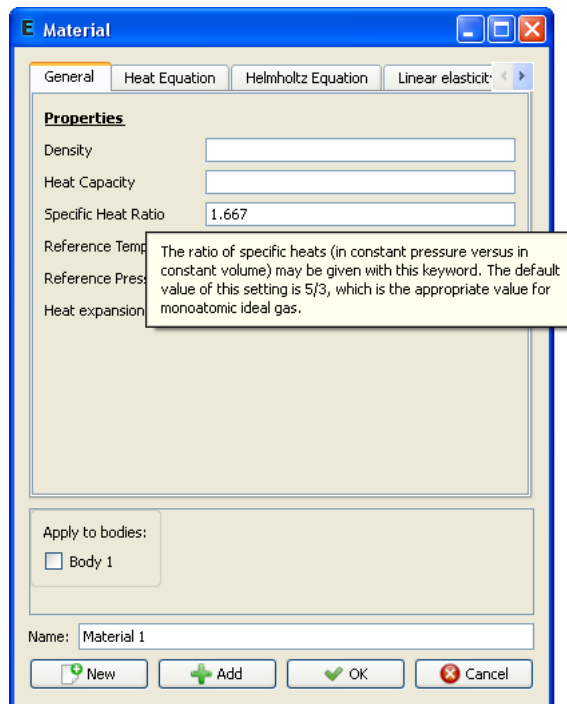 E Material
General Heat Equation Helmholtz Equation Linear elasticit
Properties
Density
Heat Capacity
Specific Heat Ratio 1.667
Reference Temp
Reference Pres
Heat expansion
The ratio of specific heats (in constant pressure versus in
constant volume) may be given with this keyword. The default
value of this setting is 5/3, which is the appropriate value for
monoatomic ideal gas.
Apply to bodies:
Body 1
Name: Material 1
New Add OK Cancel